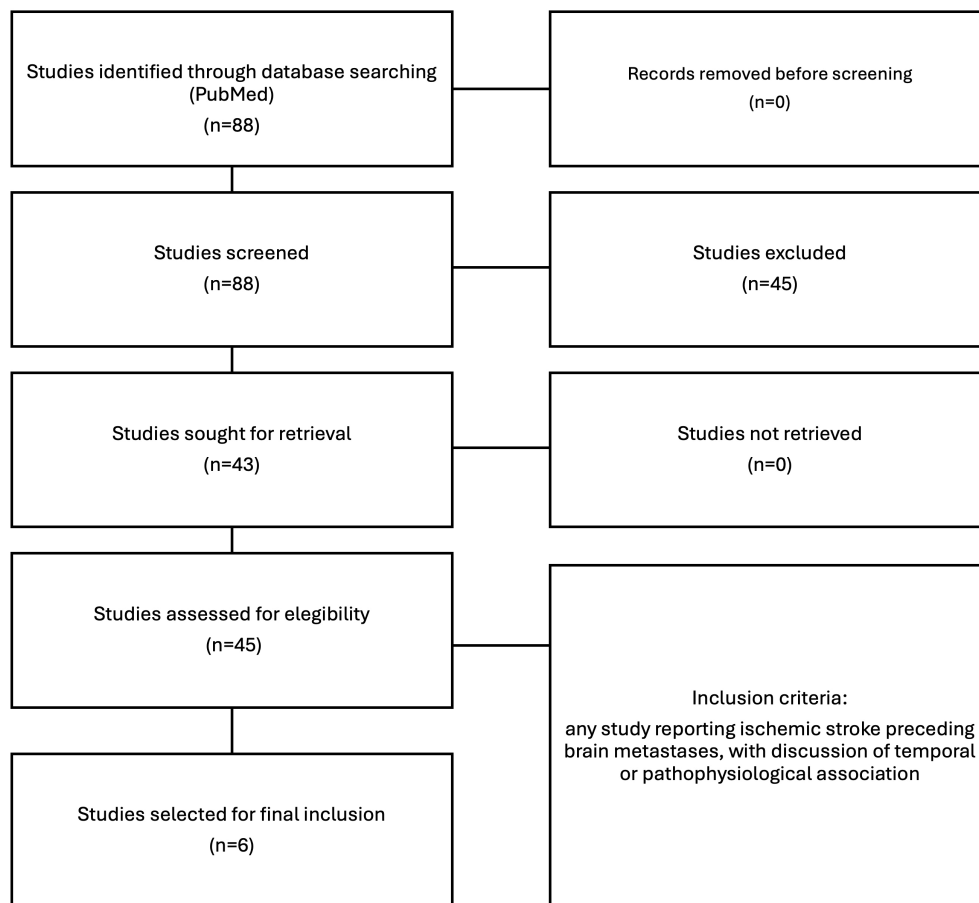 Studies identified through database searching
(PubMed)
(n=88)
Records removed before screening
(n=0)
Studies screened
(n=88)
Studies excluded
(n=45)
Studies sought for retrieval
(n=43)
Studies not retrieved
(n=0)
Studies assessed for elegibility
(n=45)
Inclusion criteria:
any study reporting ischemic stroke preceding
brain metastases, with discussion of temporal
or pathophysiological association
Studies selected for final inclusion
(n=6)